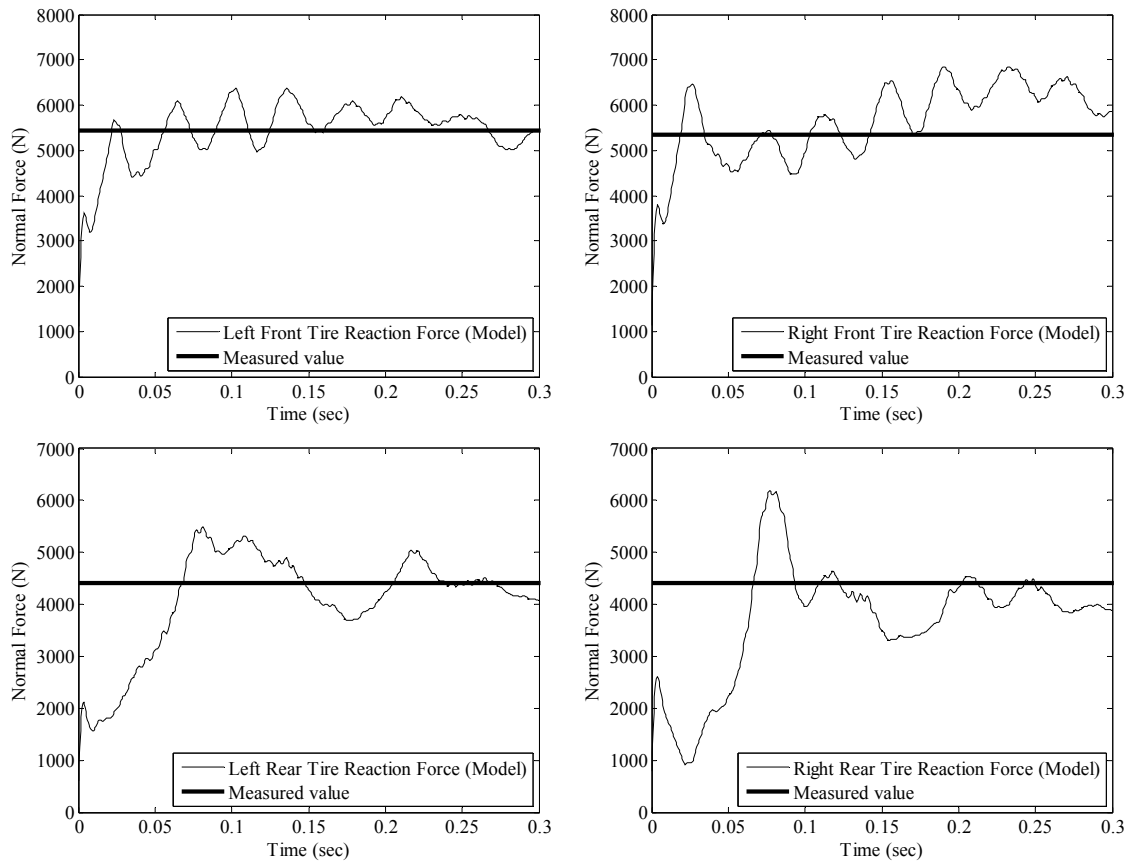 8000
7000
6000
5000
4000
3000
2000
1000
0
Normal Force (N)
Left Front Tire Reaction Force (Model)
Measured value
0 0.05 0.1 0.15 0.2 0.25 0.3
Time (sec)
8000
7000
6000
5000
4000
3000
2000
1000
0
Normal Force (N)
Right Front Tire Reaction Force (Model)
Measured value
0 0.05 0.1 0.15 0.2 0.25 0.3
Time (sec)
7000
6000
5000
4000
3000
2000
1000
0
Normal Force (N)
Left Rear Tire Reaction Force (Model)
Measured value
0 0.05 0.1 0.15 0.2 0.25 0.3
Time (sec)
7000
6000
5000
4000
3000
2000
1000
0
Normal Force (N)
Right Rear Tire Reaction Force (Model)
Measured value
0 0.05 0.1 0.15 0.2 0.25 0.3
Time (sec)